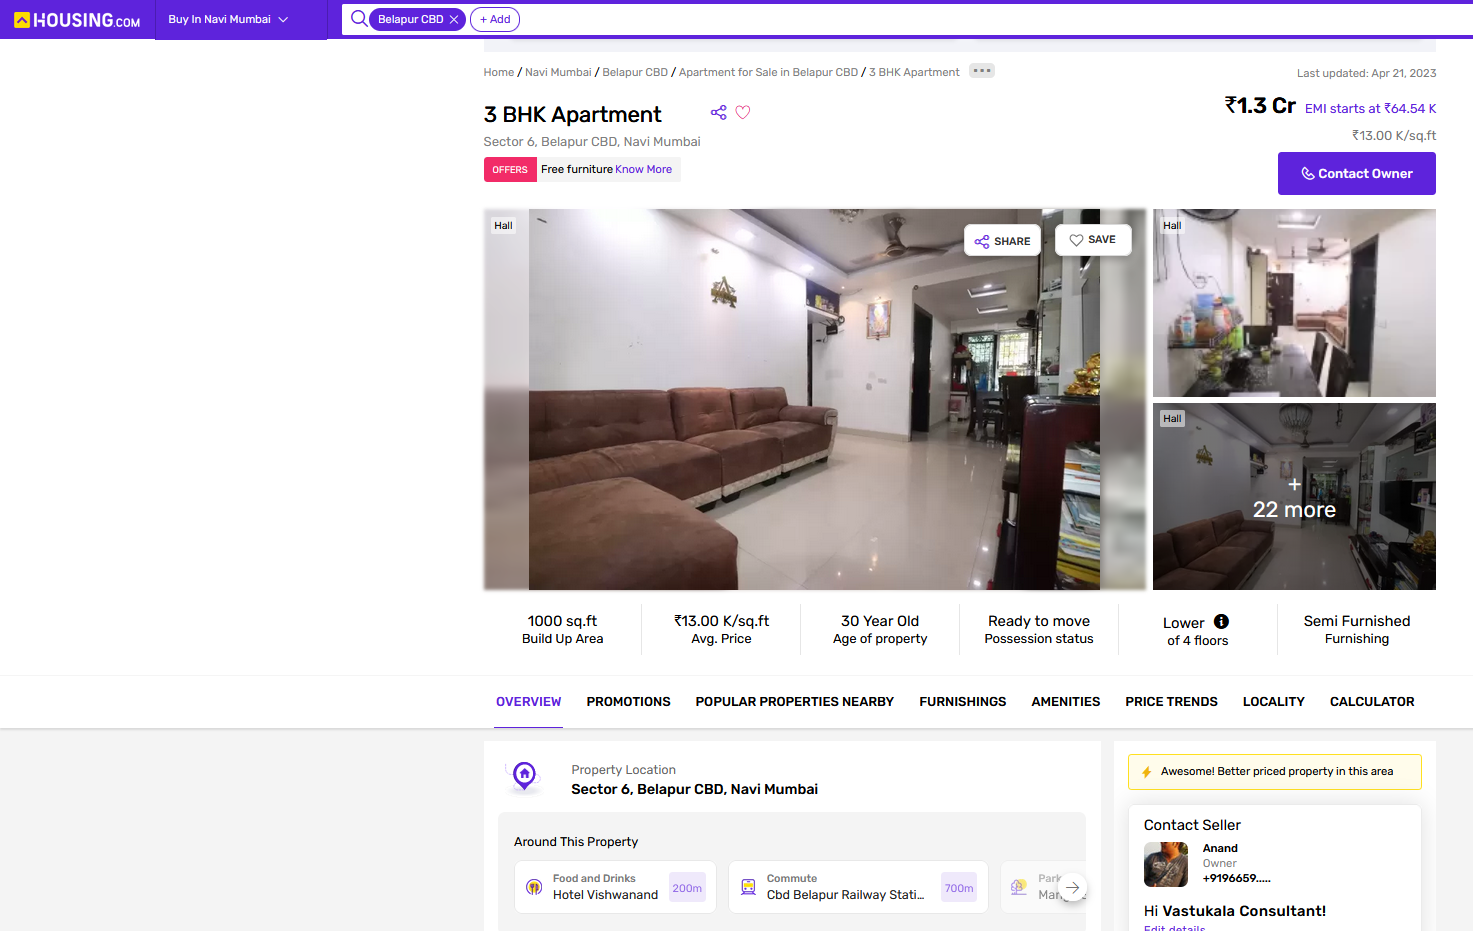 HOUSING.COM
Buy In Navi Mumbai
Belapur CBD
+ Add
Home / Navi Mumbai / Belapur CBD / Apartment for Sale in Belapur CBD / 3 BHK Apartment
Last updated: Apr 21, 2023
3 BHK Apartment
₹1.3 Cr EMI starts at ₹64.54 K
Sector 6, Belapur CBD, Navi Mumbai
₹13.00 K/sq.ft
OFFERS Free furniture Know More
Contact Owner
Hall
SHARE
SAVE
Hall
Hall
+
22 more
1000 sq.ft
Build Up Area
₹13.00 K/sq.ft
Avg. Price
30 Year Old
Age of property
Ready to move
Possession status
Lower
of 4 floors
Semi Furnished
Furnishing
OVERVIEW
PROMOTIONS
POPULAR PROPERTIES NEARBY
FURNISHINGS
AMENITIES
PRICE TRENDS
LOCALITY
CALCULATOR
Property Location
Sector 6, Belapur CBD, Navi Mumbai
Around This Property
Food and Drinks
Hotel Vishwanand
200m
Commute
Cbd Belapur Railway Stati...
700m
Park
Awesome! Better priced property in this area
Contact Seller
Anand
Owner
+9196659.....
Hi Vastukala Consultant!
Edit details